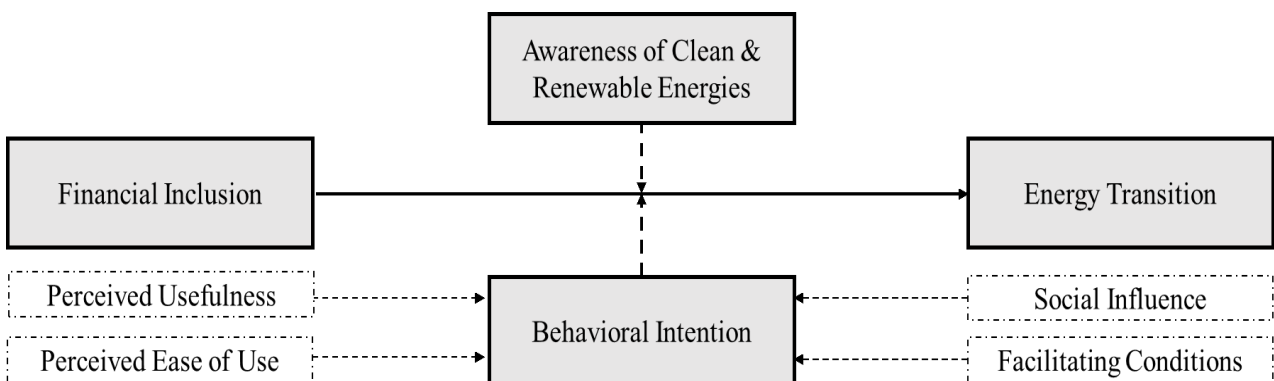 Awareness of Clean &
Renewable Energies
Financial Inclusion
Energy Transition
Perceived Usefulness
Social Influence
Behavioral Intention
Perceived Ease of Use
Facilitating Conditions